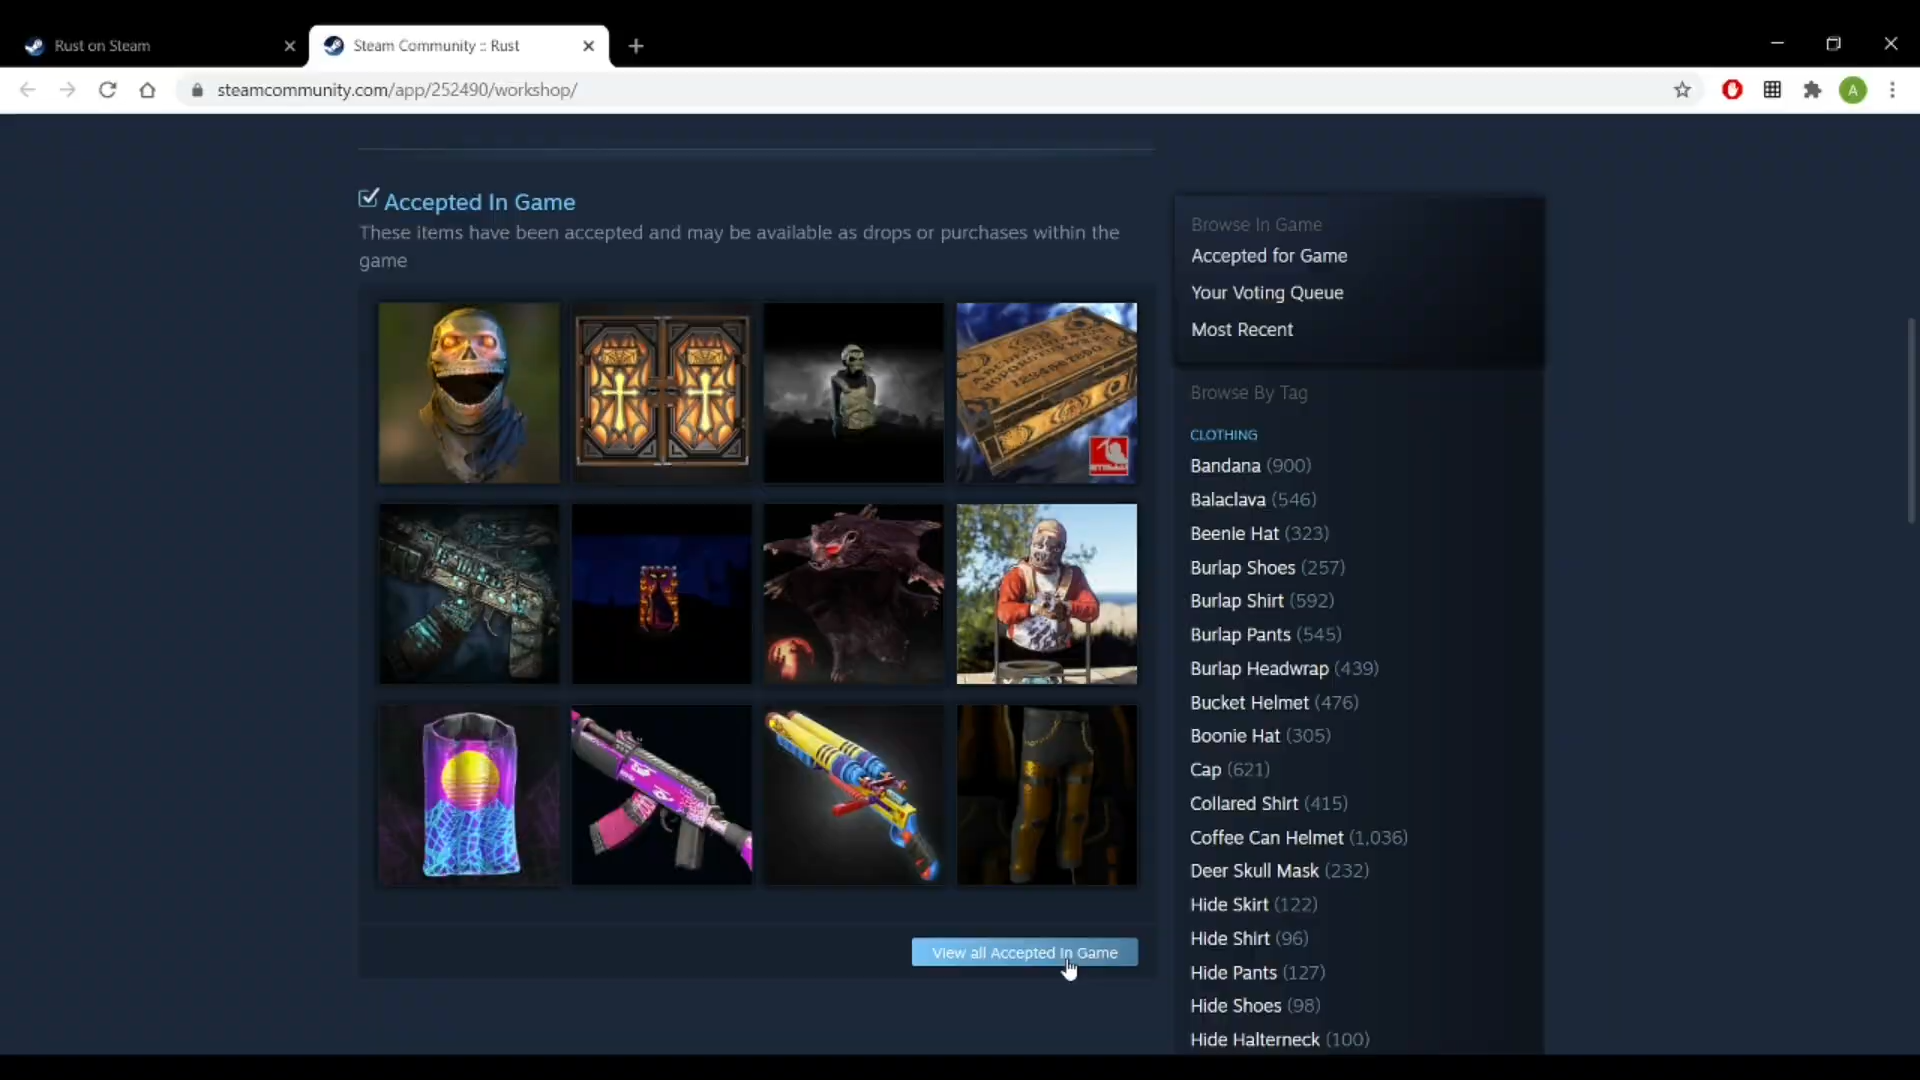 Rust on Steam
Steam Community :: Rust
steamcommunity.com/app/252490/workshop/
A
Accepted In Game
These items have been accepted and may be available as drops or purchases within the
game
View all Accepted In Game
Browse In Game
Accepted for Game
Your Voting Queue
Most Recent
Browse By Tag
CLOTHING
Bandana (900)
Balaclava (546)
Beenie Hat (323)
Burlap Shoes (257)
Burlap Shirt (592)
Burlap Pants (545)
Burlap Headwrap (439)
Bucket Helmet (476)
Boonie Hat (305)
Cap (621)
Collared Shirt (415)
Coffee Can Helmet (1,036)
Deer Skull Mask (232)
Hide Skirt (122)
Hide Shirt (96)
Hide Pants (127)
Hide Shoes (98)
Hide Halterneck (100)